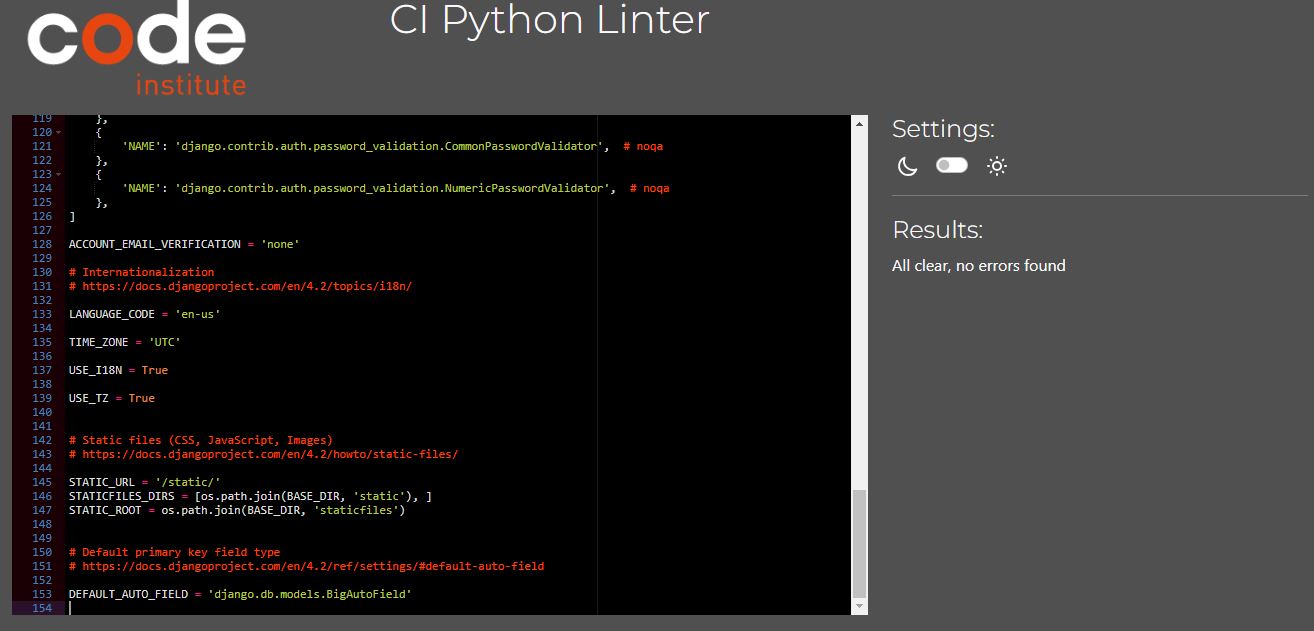 code
institute
CI Python Linter
119 },
120 {
121 'NAME': 'django.contrib.auth.password_validation.CommonPasswordValidator',  # noqa
122 },
123 {
124 'NAME': 'django.contrib.auth.password_validation.NumericPasswordValidator',  # noqa
125 },
126 ]
127
128 ACCOUNT_EMAIL_VERIFICATION = 'none'
129
130 # Internationalization
131 # https://docs.djangoproject.com/en/4.2/topics/i18n/
132
133 LANGUAGE_CODE = 'en-us'
134
135 TIME_ZONE = 'UTC'
136
137 USE_I18N = True
138
139 USE_TZ = True
140
141
142 # Static files (CSS, JavaScript, Images)
143 # https://docs.djangoproject.com/en/4.2/howto/static-files/
144
145 STATIC_URL = '/static/'
146 STATICFILES_DIRS = [os.path.join(BASE_DIR, 'static'), ]
147 STATIC_ROOT = os.path.join(BASE_DIR, 'staticfiles')
148
149
150 # Default primary key field type
151 # https://docs.djangoproject.com/en/4.2/ref/settings/#default-auto-field
152
153 DEFAULT_AUTO_FIELD = 'django.db.models.BigAutoField'
154
Settings:
Results:
All clear, no errors found